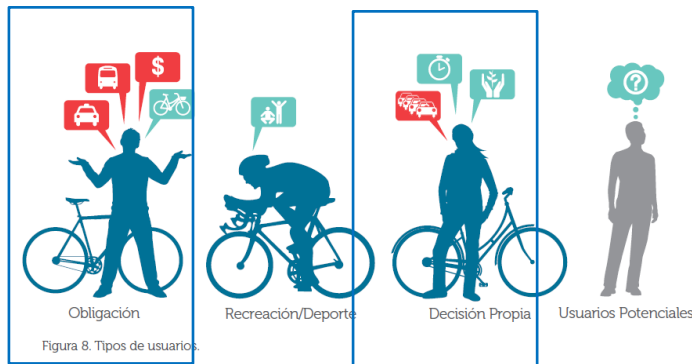 $
?
Obligación
Recreación/Deporte
Decisión Propia
Usuarios Potenciales
Figura 8. Tipos de usuarios.